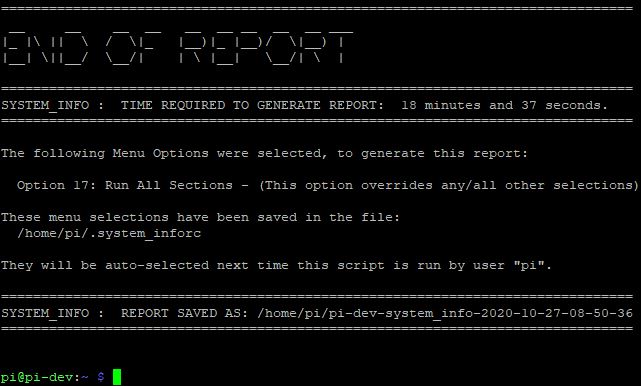 END OF REPORT
SYSTEM_INFO : TIME REQUIRED TO GENERATE REPORT: 18 minutes and 37 seconds.
The following Menu Options were selected, to generate this report:
Option 17: Run All Sections - (This option overrides any/all other selections)
These menu selections have been saved in the file:
/home/pi/.system_inforc
They will be auto-selected next time this script is run by user "pi".
SYSTEM_INFO : REPORT SAVED AS: /home/pi/pi-dev-system_info-2020-10-27-08-50-36
pi@pi-dev:~ $